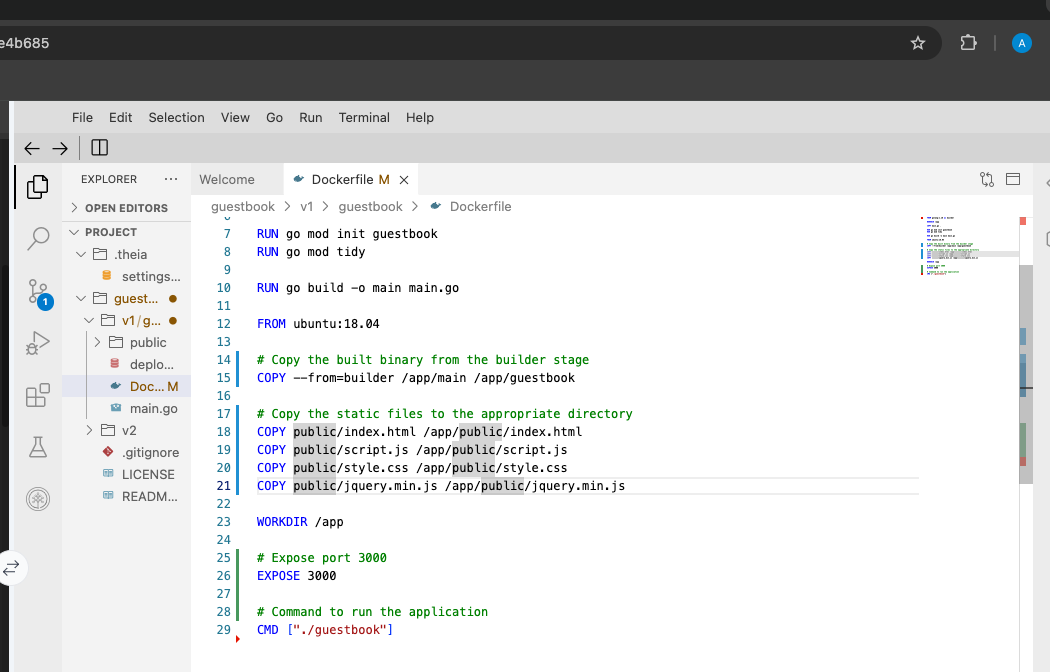 e4b685
A
File Edit Selection View Go Run Terminal Help
EXPLORER ...
OPEN EDITORS
PROJECT
.theia
settings...
guest...
v1/g...
public
deplo...
Doc... M
main.go
v2
.gitignore
LICENSE
READM...
1
Welcome
Dockerfile M
guestbook > v1 > guestbook > Dockerfile
7 RUN go mod init guestbook
8 RUN go mod tidy
9
10 RUN go build -o main main.go
11
12 FROM ubuntu:18.04
13
14 # Copy the built binary from the builder stage
15 COPY --from=builder /app/main /app/guestbook
16
17 # Copy the static files to the appropriate directory
18 COPY public/index.html /app/public/index.html
19 COPY public/script.js /app/public/script.js
20 COPY public/style.css /app/public/style.css
21 COPY public/jquery.min.js /app/public/jquery.min.js
22
23 WORKDIR /app
24
25 # Expose port 3000
26 EXPOSE 3000
27
28 # Command to run the application
29 CMD ["./guestbook"]